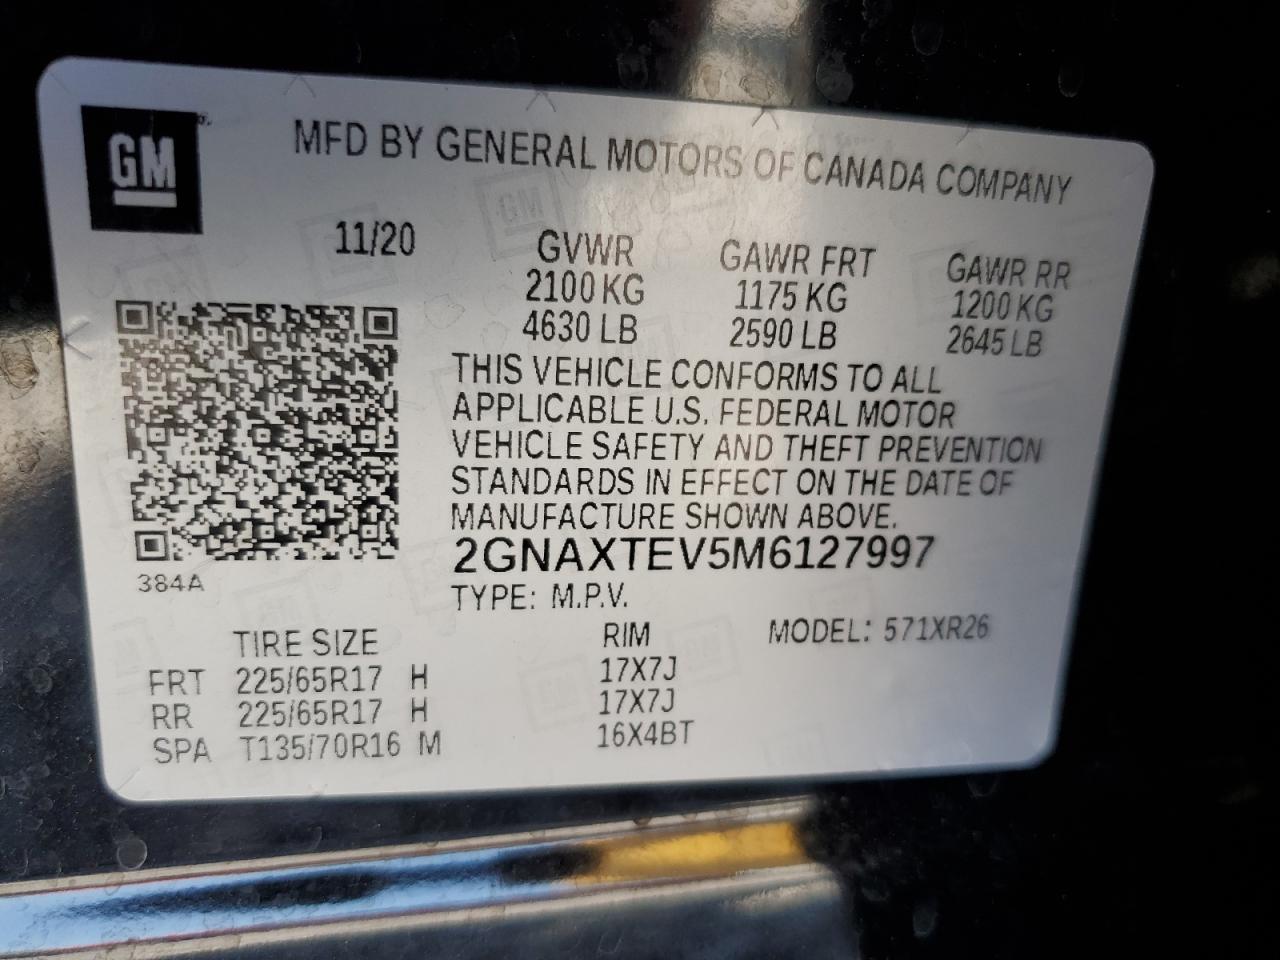 GM
MFD BY GENERAL MOTORS OF CANADA COMPANY
11/20
GVWR GAWR FRT GAWR RR
2100 KG 1175 KG 1200 KG
4630 LB 2590 LB 2645 LB
THIS VEHICLE CONFORMS TO ALL
APPLICABLE U.S. FEDERAL MOTOR
VEHICLE SAFETY AND THEFT PREVENTION
STANDARDS IN EFFECT ON THE DATE OF
MANUFACTURE SHOWN ABOVE.
2GNAXTEV5M6127997
384A
TYPE: M.P.V.
TIRE SIZE RIM MODEL: 571XR26
FRT 225/65R17 H 17X7J
RR 225/65R17 H 17X7J
SPA T135/70R16 M 16X4BT